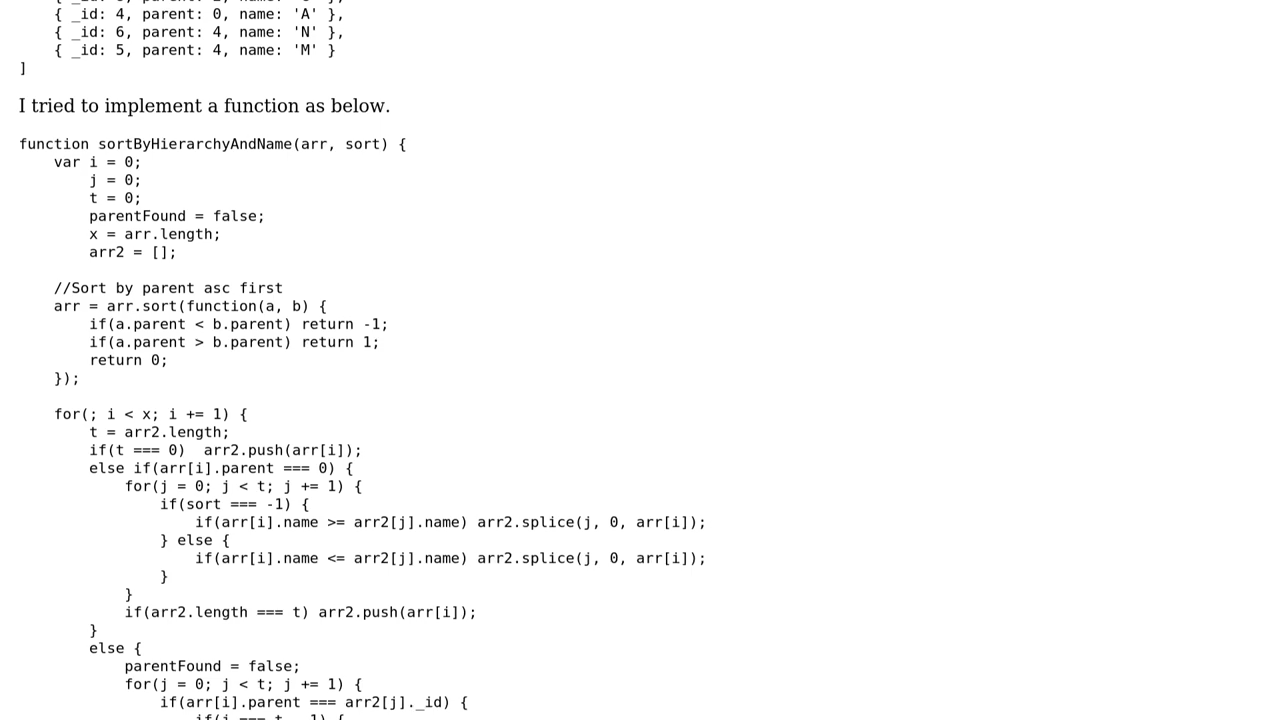 { _id: 4, parent: 0, name: 'A' },
{ _id: 6, parent: 4, name: 'N' },
{ _id: 5, parent: 4, name: 'M' }
]
I tried to implement a function as below.
function sortByHierarchyAndName(arr, sort) {
var i = 0;
j = 0;
t = 0;
parentFound = false;
x = arr.length;
arr2 = [];
//Sort by parent asc first
arr = arr.sort(function(a, b) {
if(a.parent < b.parent) return -1;
if(a.parent > b.parent) return 1;
return 0;
});
for(; i < x; i += 1) {
t = arr2.length;
if(t === 0)  arr2.push(arr[i]);
else if(arr[i].parent === 0) {
for(j = 0; j < t; j += 1) {
if(sort === -1) {
if(arr[i].name >= arr2[j].name) arr2.splice(j, 0, arr[i]);
} else {
if(arr[i].name <= arr2[j].name) arr2.splice(j, 0, arr[i]);
}
}
if(arr2.length === t) arr2.push(arr[i]);
}
else {
parentFound = false;
for(j = 0; j < t; j += 1) {
if(arr[i].parent === arr2[j]._id) {